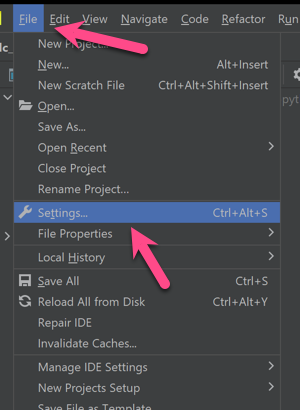 File Edit View Navigate Code Refactor Run
New Project...
New... Alt+Insert
New Scratch File Ctrl+Alt+Shift+Insert
Open...
Save As...
Open Recent
Close Project
Rename Project...
Settings... Ctrl+Alt+S
File Properties
Local History
Save All Ctrl+S
Reload All from Disk Ctrl+Alt+Y
Repair IDE
Invalidate Caches...
Manage IDE Settings
New Projects Setup
Save File as Template